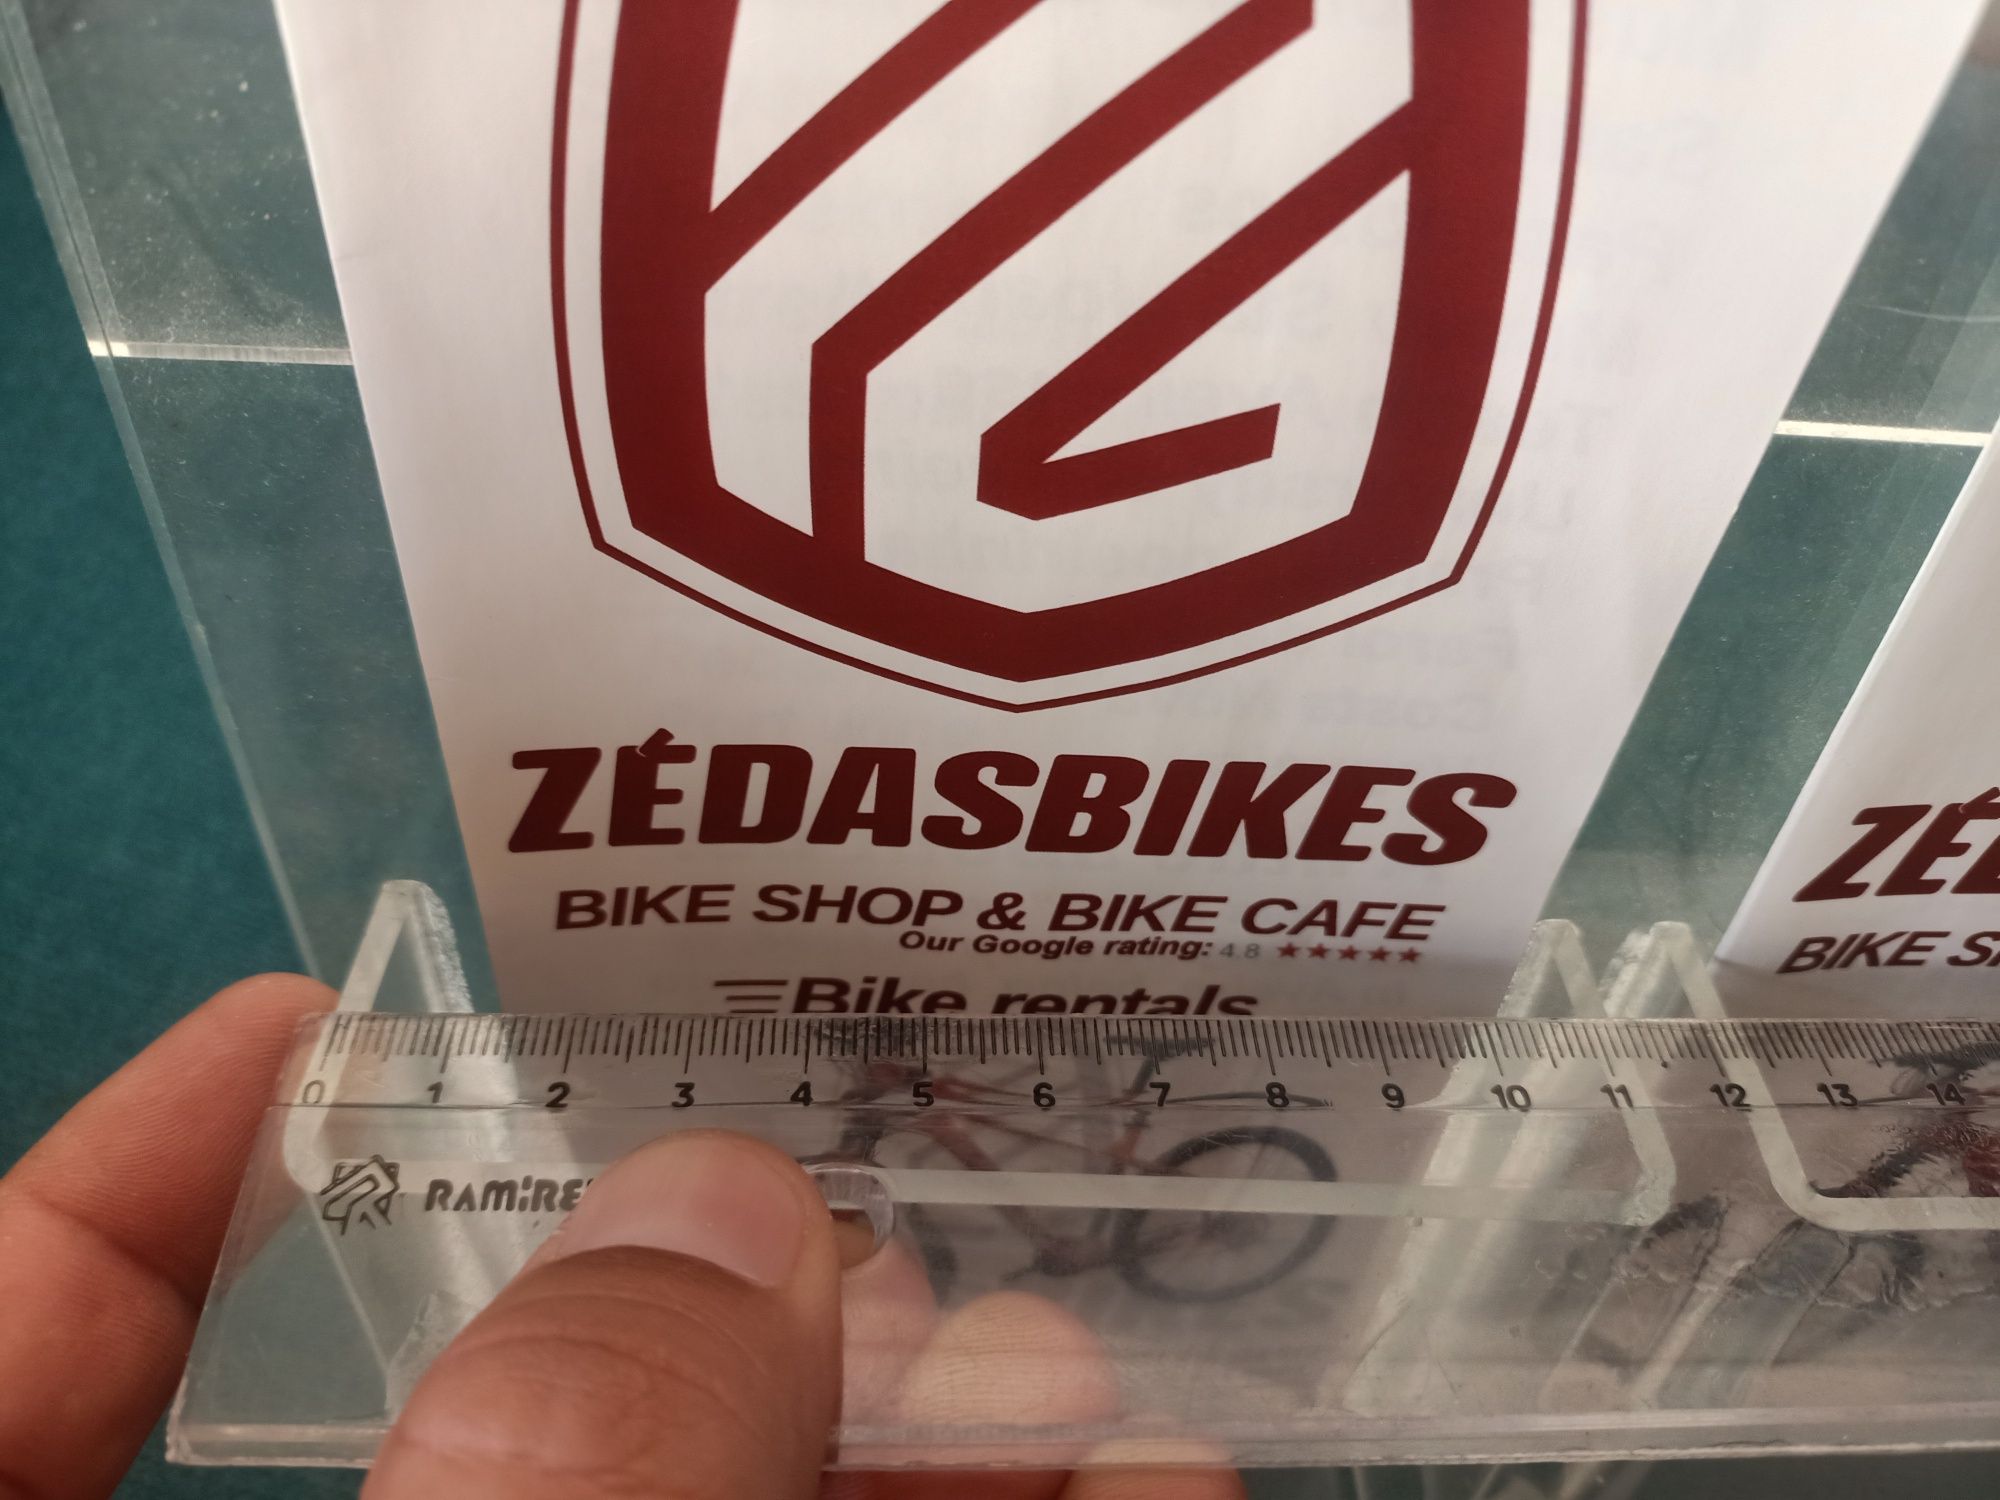 ZÉDASBIKES
BIKE SHOP & BIKE CAFE
Our Google rating: 4.8 ★★★★★
Bike rentals
ZÉ
BIKE
0 1 2 3 4 5 6 7 8 9 10 11 12 13 14